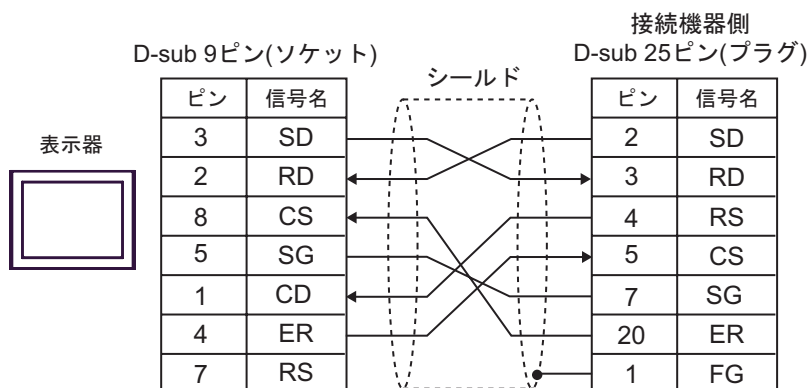 接続機器側
D-sub 9ピン(ソケット)
D-sub 25ピン(プラグ)
シールド
表示器
ピン 信号名
3 SD
2 RD
8 CS
5 SG
1 CD
4 ER
7 RS
ピン 信号名
2 SD
3 RD
4 RS
5 CS
7 SG
20 ER
1 FG